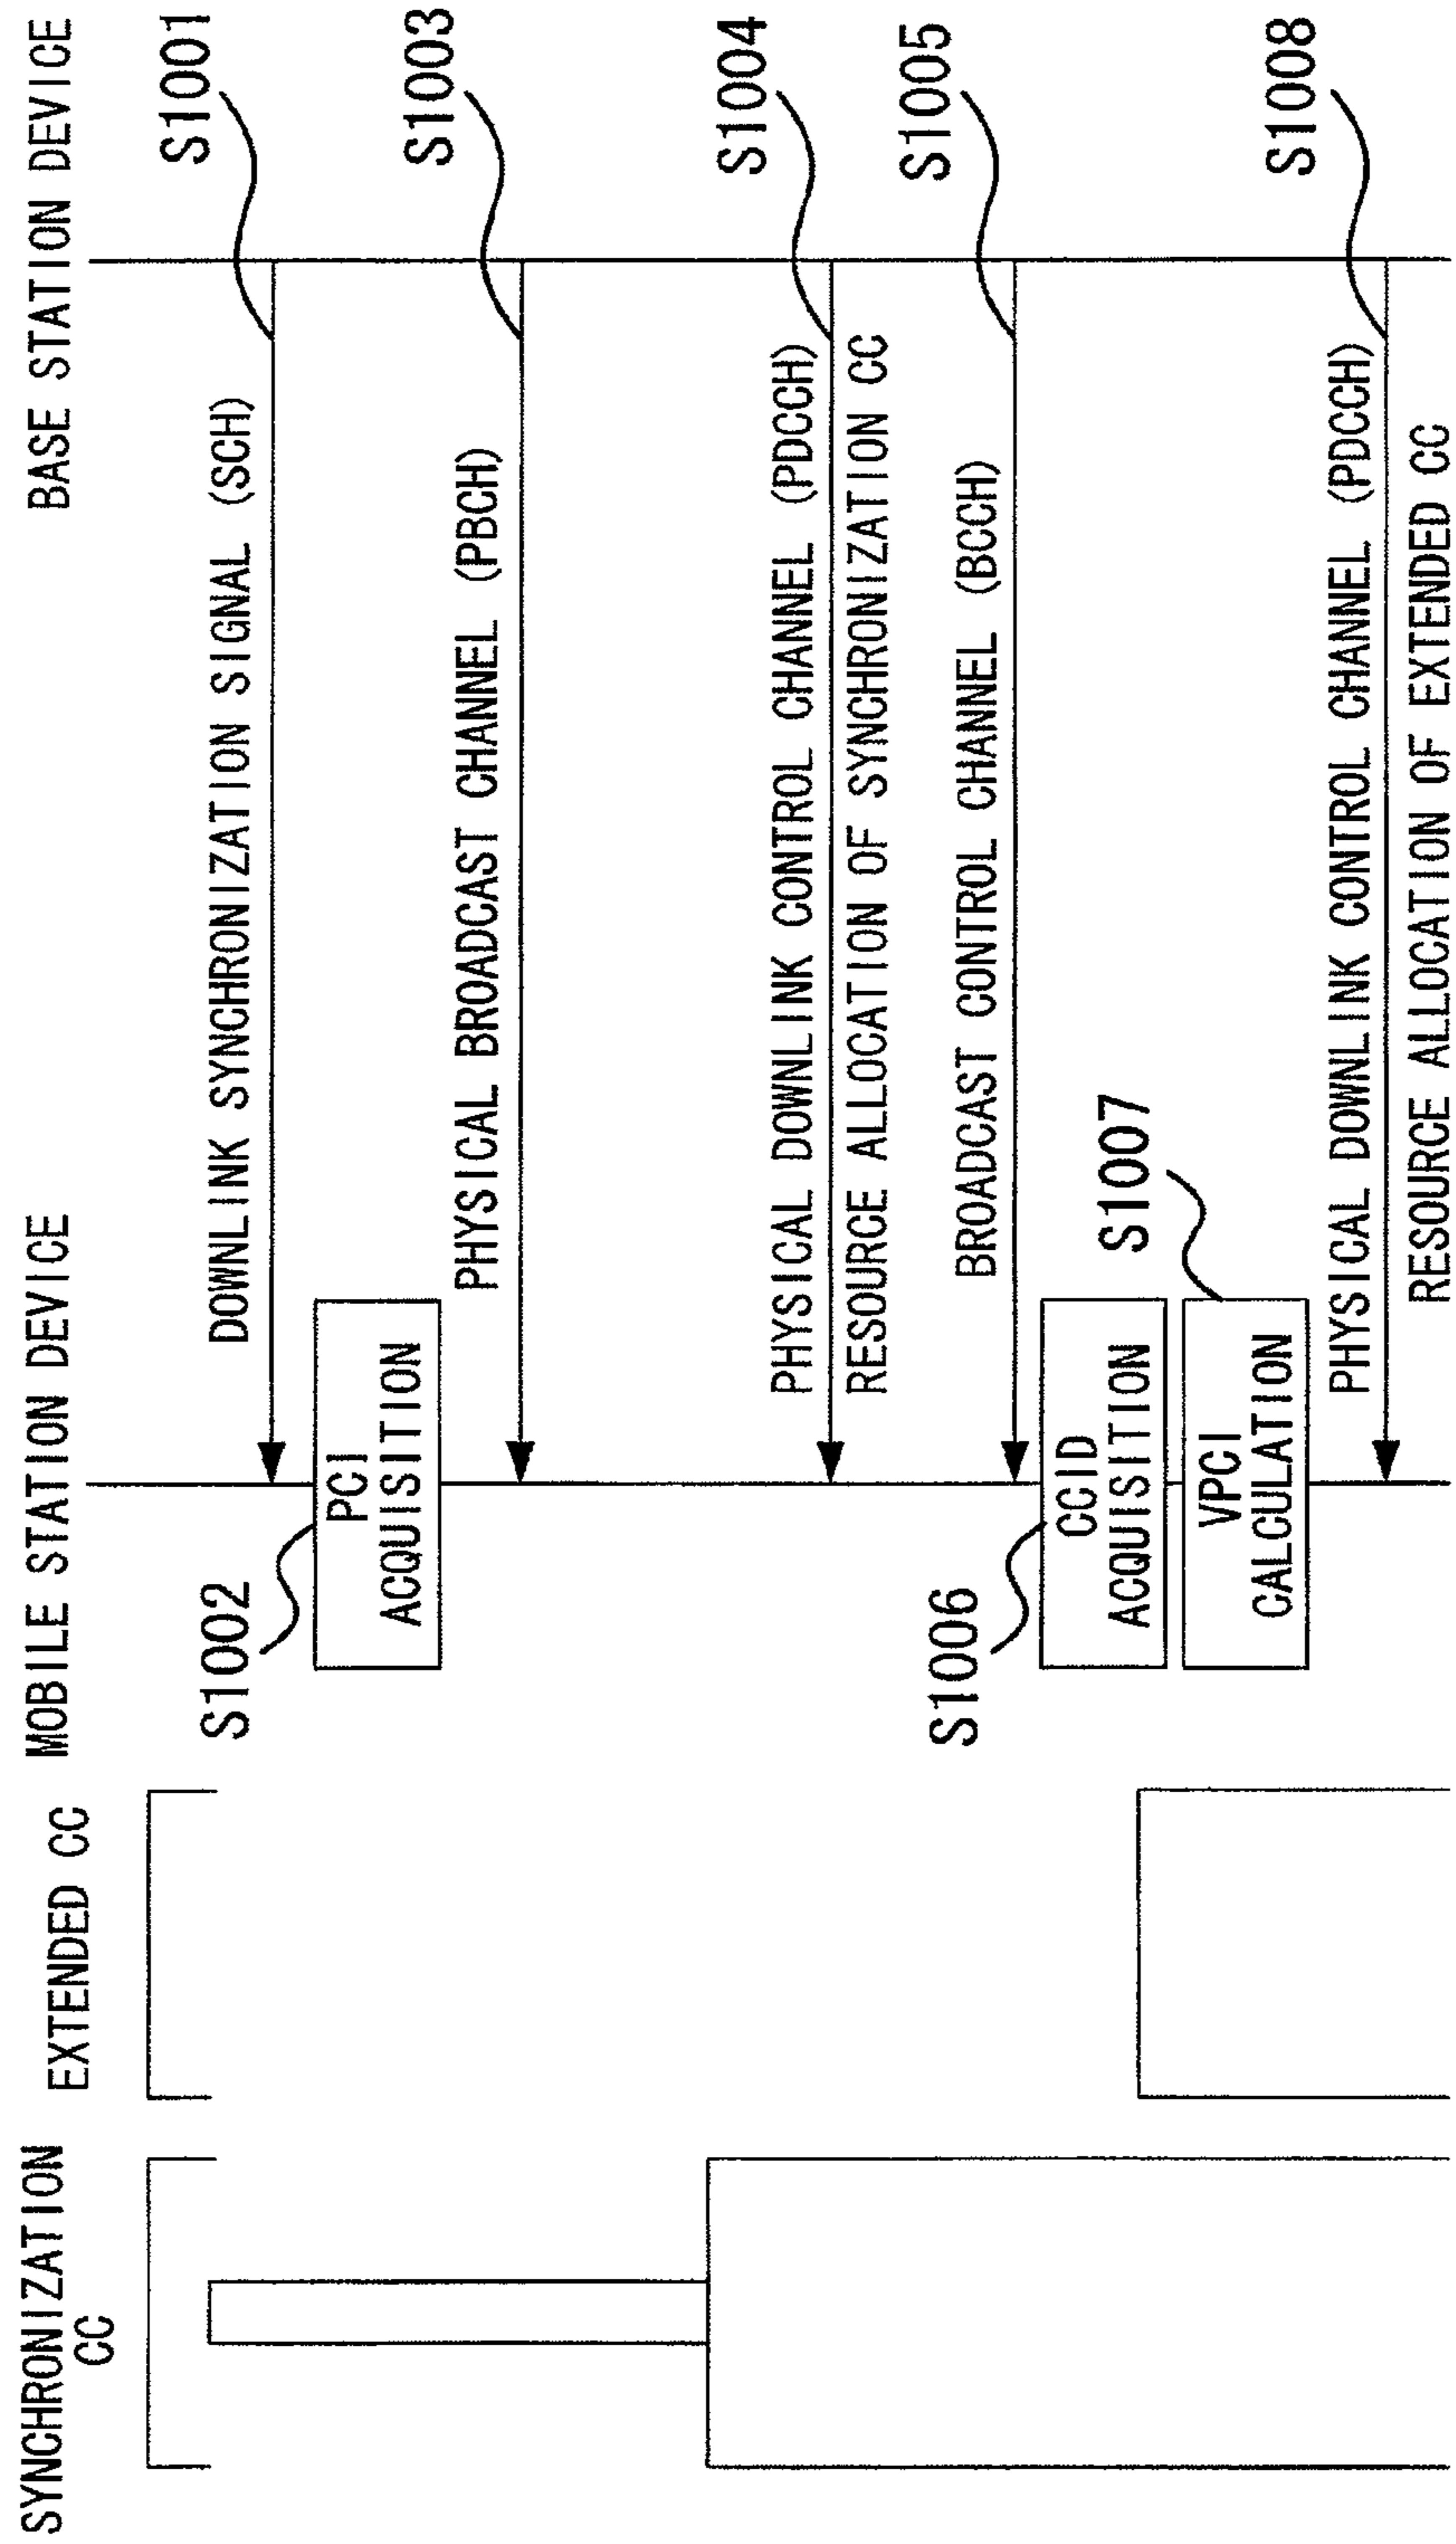 SYNCHRONIZATION
CC
EXTENDED CC
MOBILE STATION DEVICE
BASE STATION DEVICE
DOWNLINK SYNCHRONIZATION SIGNAL (SCH)
S1001
S1002
PCI
ACQUISITION
PHYSICAL BROADCAST CHANNEL (PBCH)
S1003
PHYSICAL DOWNLINK CONTROL CHANNEL (PDCCH)
S1004
RESOURCE ALLOCATION OF SYNCHRONIZATION CC
BROADCAST CONTROL CHANNEL (BCCH)
S1005
S1006
CCID
ACQUISITION
S1007
VPCI
CALCULATION
PHYSICAL DOWNLINK CONTROL CHANNEL (PDCCH)
S1008
RESOURCE ALLOCATION OF EXTENDED CC